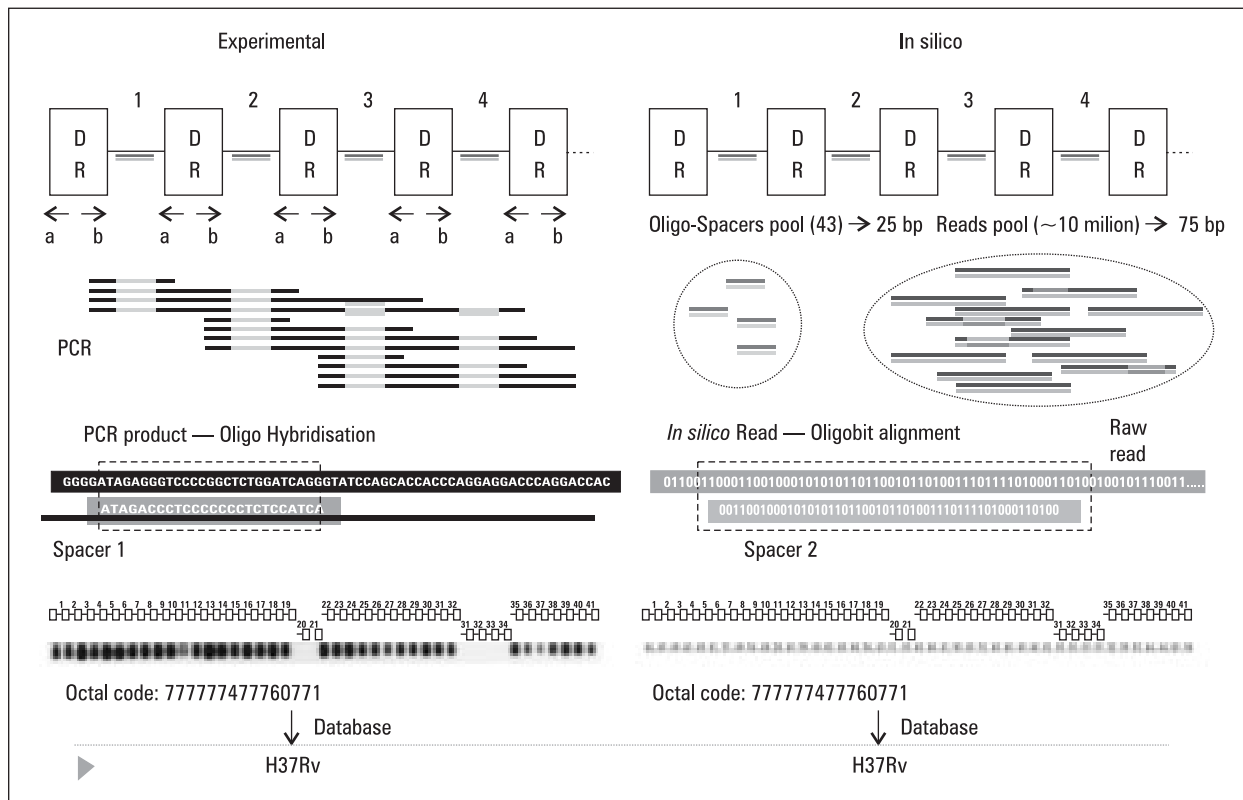 Experimental
In silico
1 2 3 4
1 2 3 4
D R D R D R D R D R
D R D R D R D R D R
a b a b a b a b
Oligo-Spacers pool (43) → 25 bp Reads pool (~10 milion) → 75 bp
PCR
PCR product — Oligo Hybridisation
In silico Read — Oligobit alignment
Raw read
GGGGATAGAGGGTCCCCGGCTCTGGATCAGGGTATCCAGCACCACCCAGGAGGACCCAGGACCAC
ATAGACCCTCCCCCCCTCTCCATCA
Spacer 1
Spacer 2
1 2 3 4 5 6 7 8 9 10 11 12 13 14 15 16 17 18 19 22 23 24 25 26 27 28 29 30 31 32 35 36 37 38 39 40 41
20 21 31 32 33 34
1 2 3 4 5 6 7 8 9 10 11 12 13 14 15 16 17 18 19 22 23 24 25 26 27 28 29 30 31 32 35 36 37 38 39 40 41
20 21 31 32 33 34
Octal code: 777777477760771
Octal code: 777777477760771
Database
Database
H37Rv
H37Rv